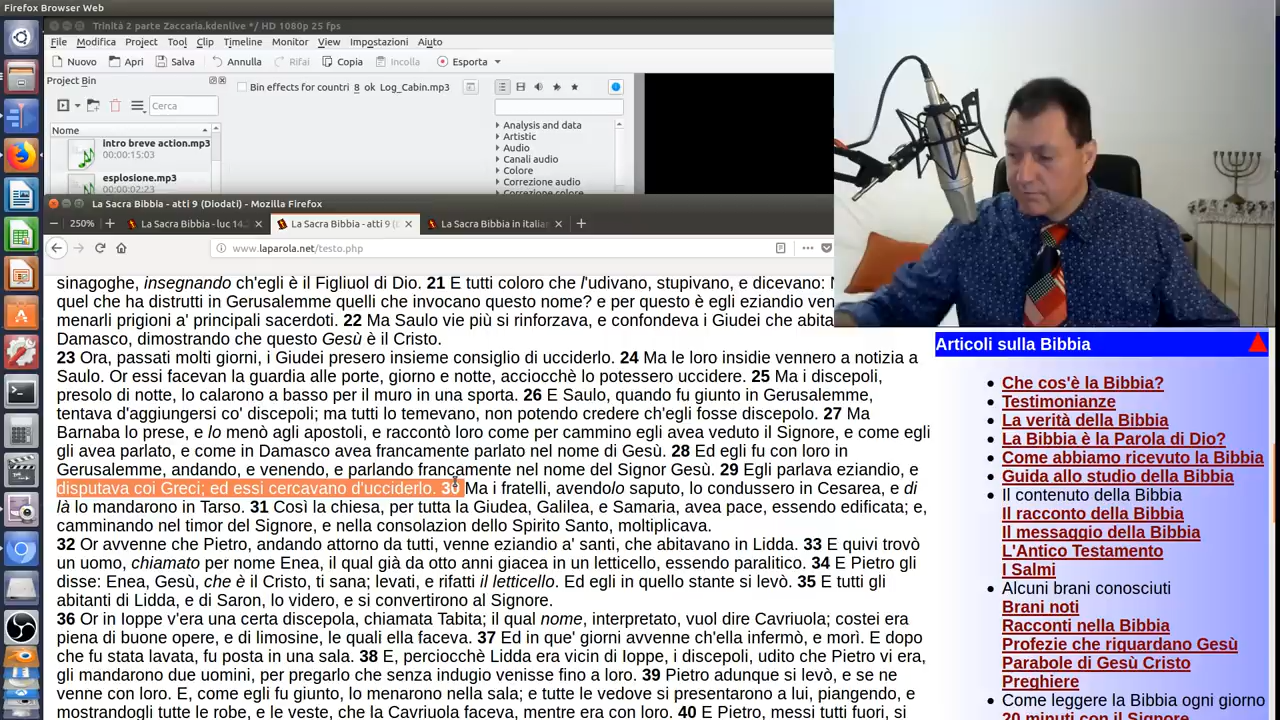 Firefox Browser Web
Trinità 2 parte Zaccaria.kdenlive */ HD 1080p 25 fps
File Modifica Project Tool Clip Timeline Monitor View Impostazioni Aiuto
Nuovo Apri Salva Annulla Rifai Copia Incolla Esporta
Project Bin
Bin effects for countri 8 ok Log_Cabin.mp3
Cerca
Nome
intro breve action.mp3
00:00:15:03
esplosione.mp3
00:00:02:23
Analysis and data
Artistic
Audio
Canali audio
Colore
Correzione audio
La Sacra Bibbia - atti 9 (Diodati) - Mozilla Firefox
250% La Sacra Bibbia - luc 14.2 La Sacra Bibbia - atti 9 ( La Sacra Bibbia in italian
www.laparola.net/testo.php
sinagoghe, insegnando ch'egli è il Figliuol di Dio. 21 E tutti coloro che l'udivano, stupivano, e dicevano: N
quel che ha distrutti in Gerusalemme quelli che invocano questo nome? e per questo è egli eziandio ven
menarli prigioni a' principali sacerdoti. 22 Ma Saulo vie più si rinforzava, e confondeva i Giudei che abita
Damasco, dimostrando che questo Gesù è il Cristo.
23 Ora, passati molti giorni, i Giudei presero insieme consiglio di ucciderlo. 24 Ma le loro insidie vennero a notizia a
Saulo. Or essi facevan la guardia alle porte, giorno e notte, acciocchè lo potessero uccidere. 25 Ma i discepoli,
presolo di notte, lo calarono a basso per il muro in una sporta. 26 E Saulo, quando fu giunto in Gerusalemme,
tentava d'aggiungersi co' discepoli; ma tutti lo temevano, non potendo credere ch'egli fosse discepolo. 27 Ma
Barnaba lo prese, e lo menò agli apostoli, e raccontò loro come per cammino egli avea veduto il Signore, e come egli
gli avea parlato, e come in Damasco avea francamente parlato nel nome di Gesù. 28 Ed egli fu con loro in
Gerusalemme, andando, e venendo, e parlando francamente nel nome del Signor Gesù. 29 Egli parlava eziandio, e
disputava coi Greci; ed essi cercavano d'ucciderlo. 30 Ma i fratelli, avendolo saputo, lo condussero in Cesarea, e di
là lo mandarono in Tarso. 31 Così la chiesa, per tutta la Giudea, Galilea, e Samaria, avea pace, essendo edificata; e,
camminando nel timor del Signore, e nella consolazion dello Spirito Santo, moltiplicava.
32 Or avvenne che Pietro, andando attorno da tutti, venne eziandio a' santi, che abitavano in Lidda. 33 E quivi trovò
un uomo, chiamato per nome Enea, il qual già da otto anni giacea in un letticello, essendo paralitico. 34 E Pietro gli
disse: Enea, Gesù, che è il Cristo, ti sana; levati, e rifatti il letticello. Ed egli in quello stante si levò. 35 E tutti gli
abitanti di Lidda, e di Saron, lo videro, e si convertirono al Signore.
36 Or in Ioppe v'era una certa discepola, chiamata Tabita; il qual nome, interpretato, vuol dire Cavriuola; costei era
piena di buone opere, e di limosine, le quali ella faceva. 37 Ed in que' giorni avvenne ch'ella infermò, e morì. E dopo
che fu stata lavata, fu posta in una sala. 38 E, perciocchè Lidda era vicin di Ioppe, i discepoli, udito che Pietro vi era,
gli mandarono due uomini, per pregarlo che senza indugio venisse fino a loro. 39 Pietro adunque si levò, e se ne
venne con loro. E, come egli fu giunto, lo menarono nella sala; e tutte le vedove si presentarono a lui, piangendo, e
mostrandogli tutte le robe, e le veste, che la Cavriuola faceva, mentre era con loro. 40 E Pietro, messi tutti fuori, si
Articoli sulla Bibbia
Che cos'è la Bibbia?
Testimonianze
La verità della Bibbia
La Bibbia è la Parola di Dio?
Come abbiamo ricevuto la Bibbia
Guida allo studio della Bibbia
Il contenuto della Bibbia
Il racconto della Bibbia
Il messaggio della Bibbia
L'Antico Testamento
I Salmi
Alcuni brani conosciuti
Brani noti
Racconti nella Bibbia
Profezie che riguardano Gesù
Parabole di Gesù Cristo
Preghiere
Come leggere la Bibbia ogni giorno
20 minuti con il Signore